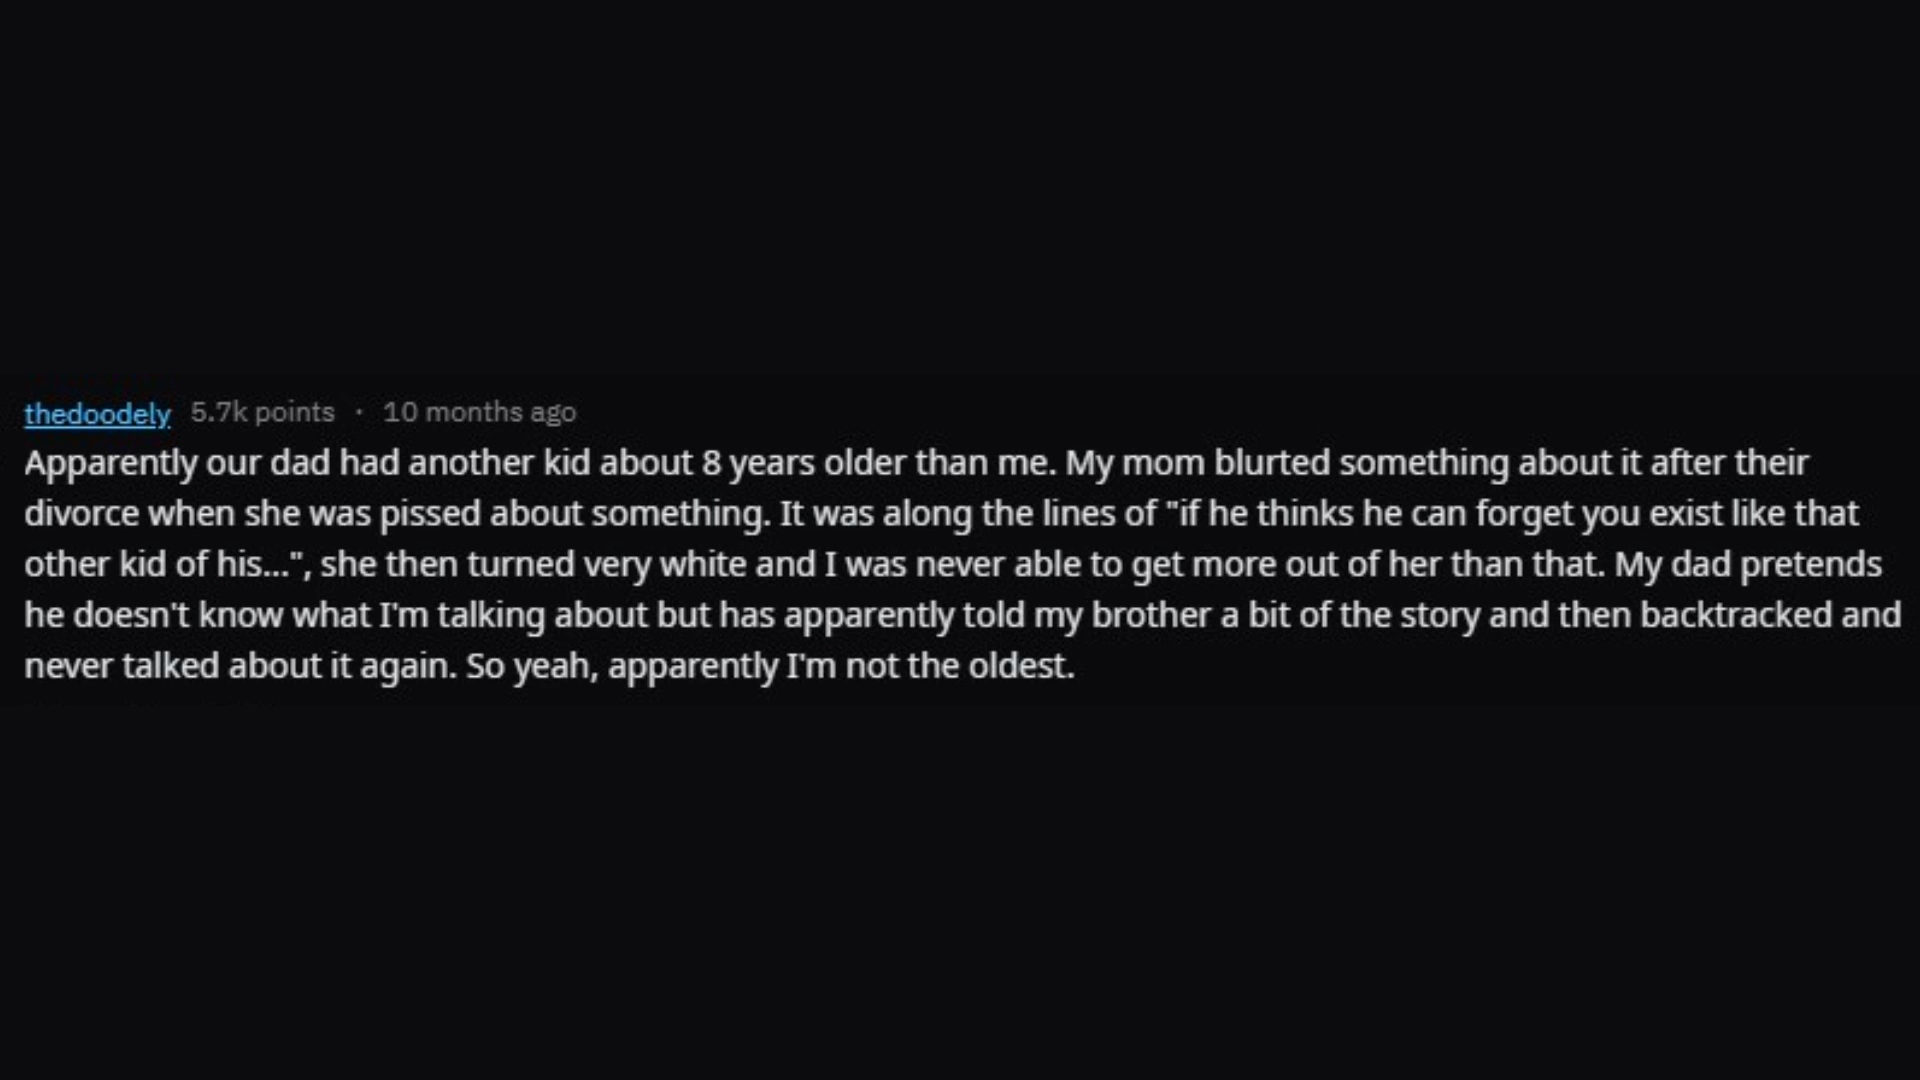 thedoodely 5.7k points · 10 months ago
Apparently our dad had another kid about 8 years older than me. My mom blurted something about it after their
divorce when she was pissed about something. It was along the lines of "if he thinks he can forget you exist like that
other kid of his...", she then turned very white and I was never able to get more out of her than that. My dad pretends
he doesn't know what I'm talking about but has apparently told my brother a bit of the story and then backtracked and
never talked about it again. So yeah, apparently I'm not the oldest.